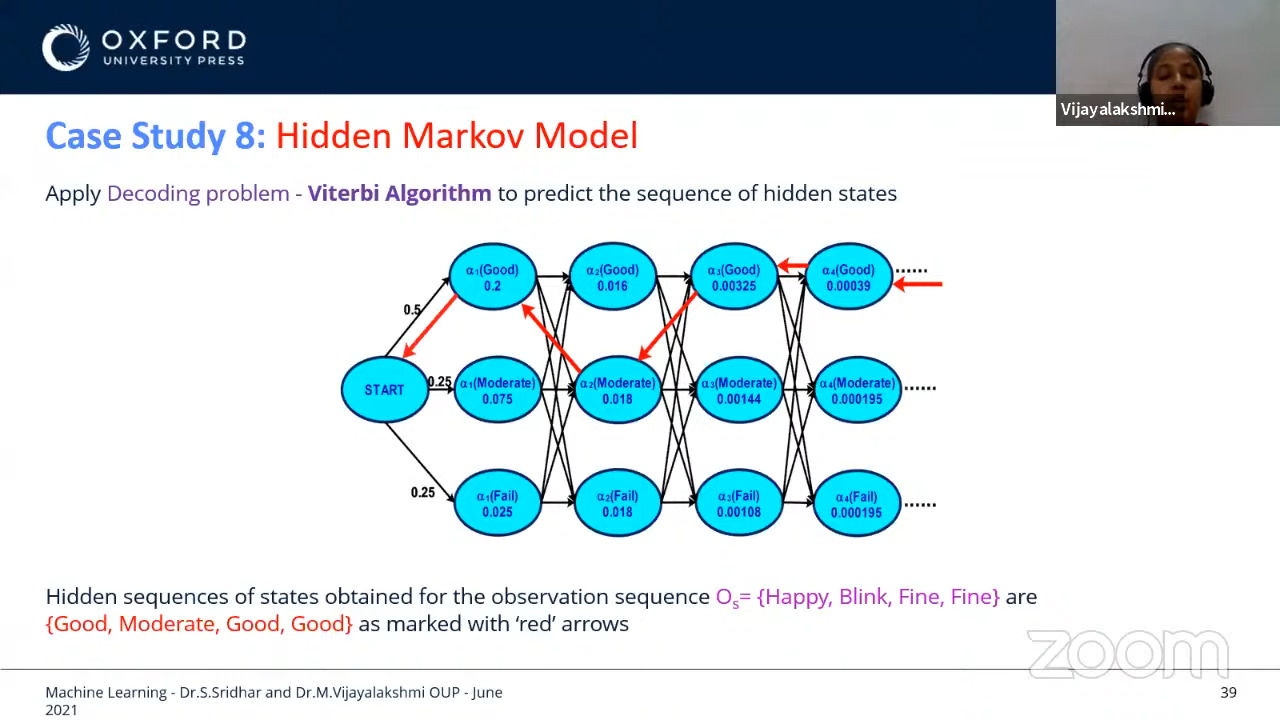 OXFORD
UNIVERSITY PRESS
Vijayalakshmi...
Case Study 8: Hidden Markov Model
Apply Decoding problem - Viterbi Algorithm to predict the sequence of hidden states
α1(Good)
0.2
α2(Good)
0.016
α3(Good)
0.00325
α4(Good)
0.00039
......
0.5
START
0.25
α1(Moderate)
0.075
α2(Moderate)
0.018
α3(Moderate)
0.00144
α4(Moderate)
0.000195
......
0.25
α1(Fail)
0.025
α2(Fail)
0.018
α3(Fail)
0.00108
α4(Fail)
0.000195
......
Hidden sequences of states obtained for the observation sequence Os= {Happy, Blink, Fine, Fine} are
{Good, Moderate, Good, Good} as marked with ‘red’ arrows
zoom
Machine Learning - Dr.S.Sridhar and Dr.M.Vijayalakshmi OUP - June
2021
39